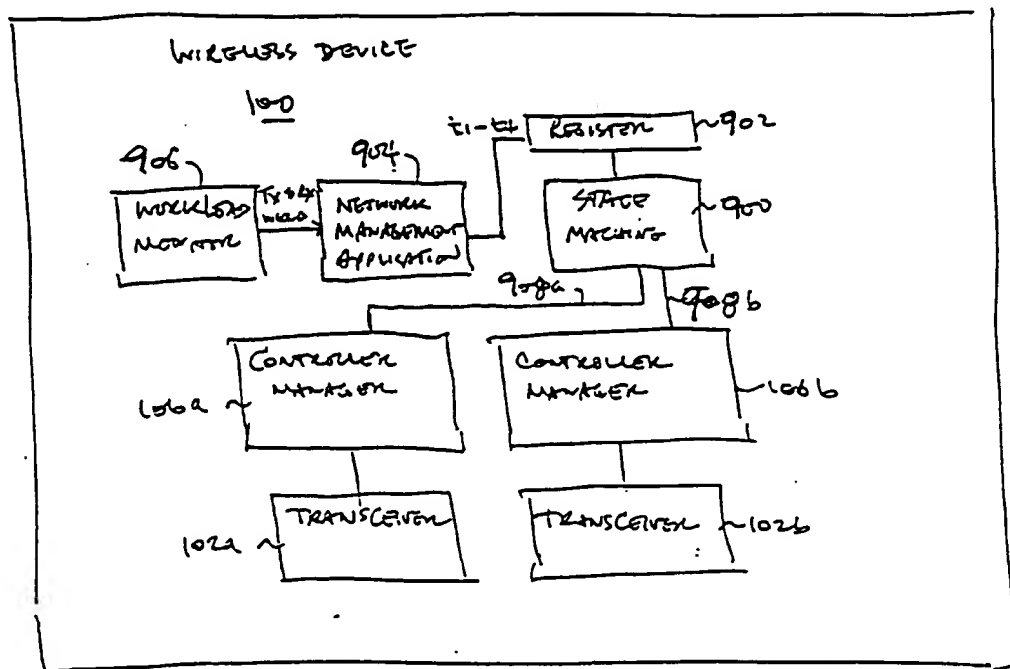 WIRELESS DEVICE
100
t1-t4
REGISTER
902
906
904
WORKLOAD
MONITOR
TX & RX
NETWORK
MANAGEMENT
APPLICATION
STATE
MACHINE
900
908a
908b
CONTROLLER
MANAGER
106a
CONTROLLER
MANAGER
106b
TRANSCEIVER
102a
TRANSCEIVER
102b